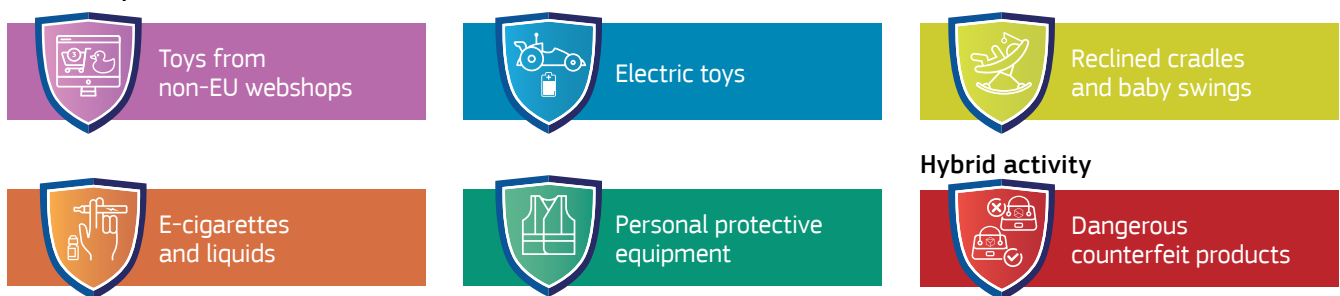 Toys from
non-EU webshops
Electric toys
Reclined cradles
and baby swings
E-cigarettes
and liquids
Personal protective
equipment
Hybrid activity
Dangerous
counterfeit products